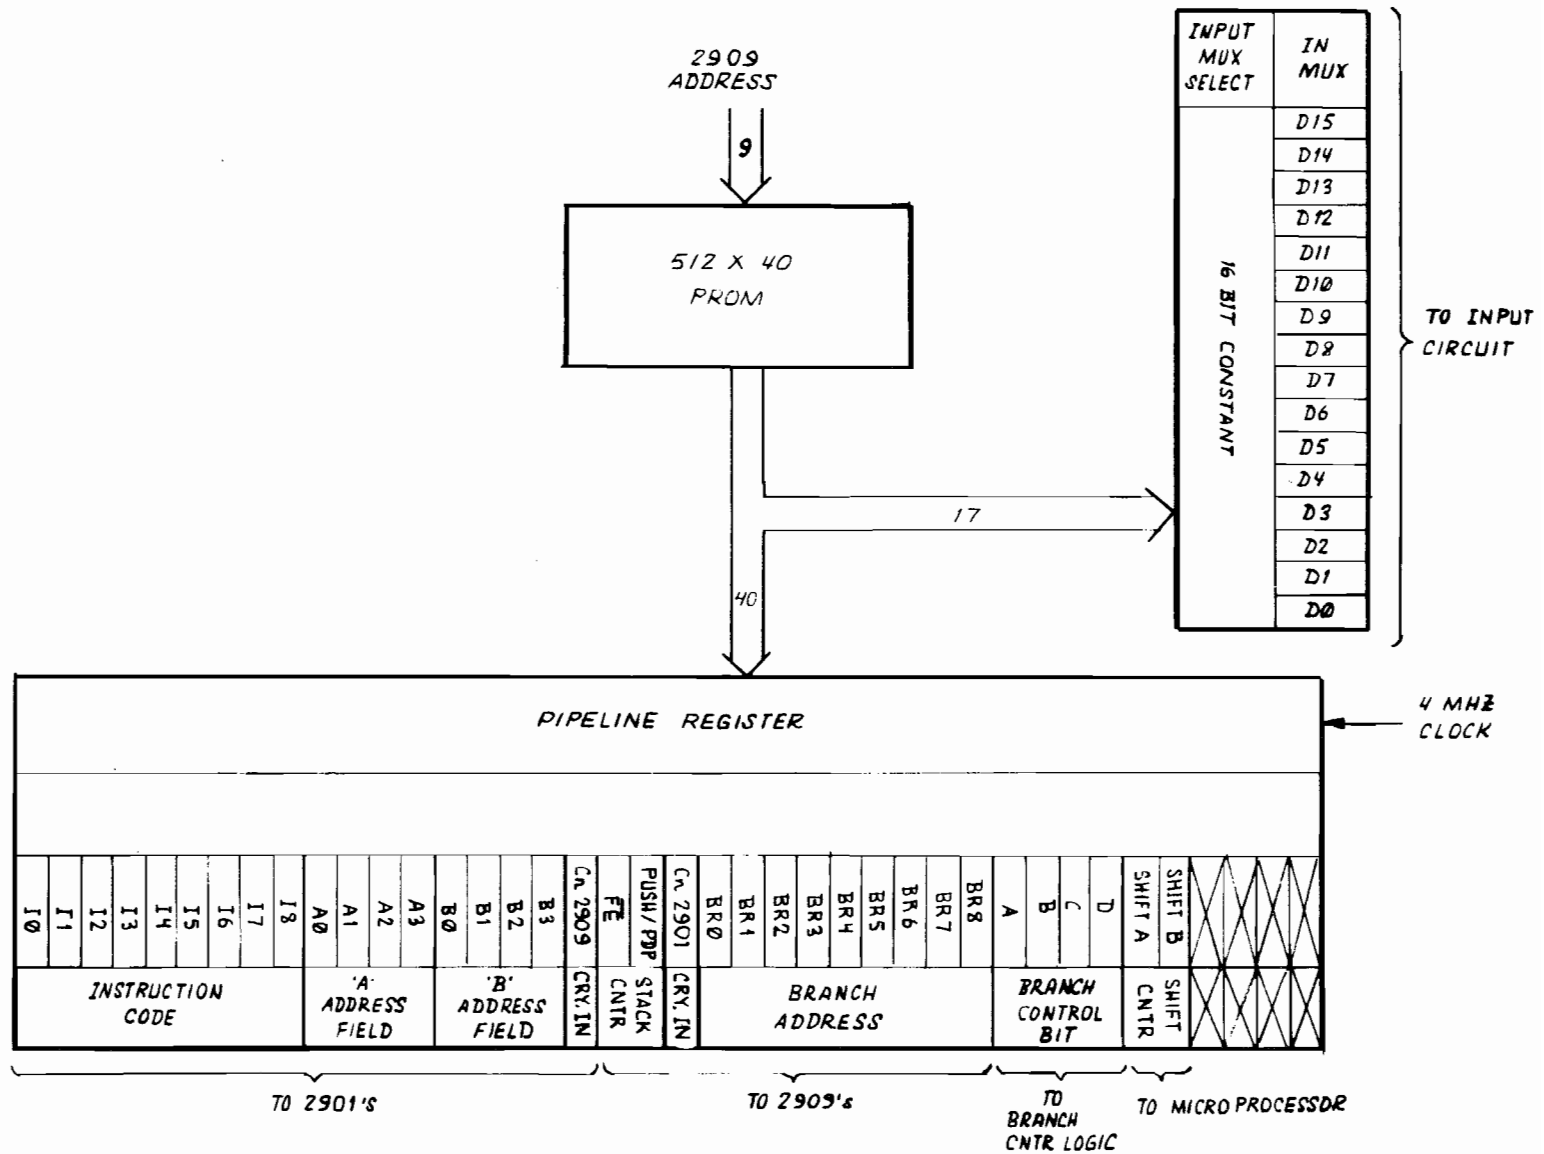 2909
ADDRESS
9
512 X 40
PROM
17
40
INPUT
MUX
SELECT
IN
MUX
16 BIT CONSTANT
D15
D14
D13
D12
D11
D10
D9
D8
D7
D6
D5
D4
D3
D2
D1
D0
TO INPUT
CIRCUIT
PIPELINE REGISTER
4 MHZ
CLOCK
I0
I1
I2
I3
I4
I5
I6
I7
I8
A0
A1
A2
A3
B0
B1
B2
B3
Cn 2909
FE
PUSH/POP
Cn 2901
BR0
BR1
BR2
BR3
BR4
BR5
BR6
BR7
BR8
A
B
C
D
SHIFT A
SHIFT B
INSTRUCTION
CODE
'A'
ADDRESS
FIELD
'B'
ADDRESS
FIELD
CRY. IN
STACK
CNTR
CRY. IN
BRANCH
ADDRESS
BRANCH
CONTROL
BIT
SHIFT
CNTR
TO 2901'S
TO 2909's
TO
BRANCH
CNTR LOGIC
TO MICROPROCESSOR